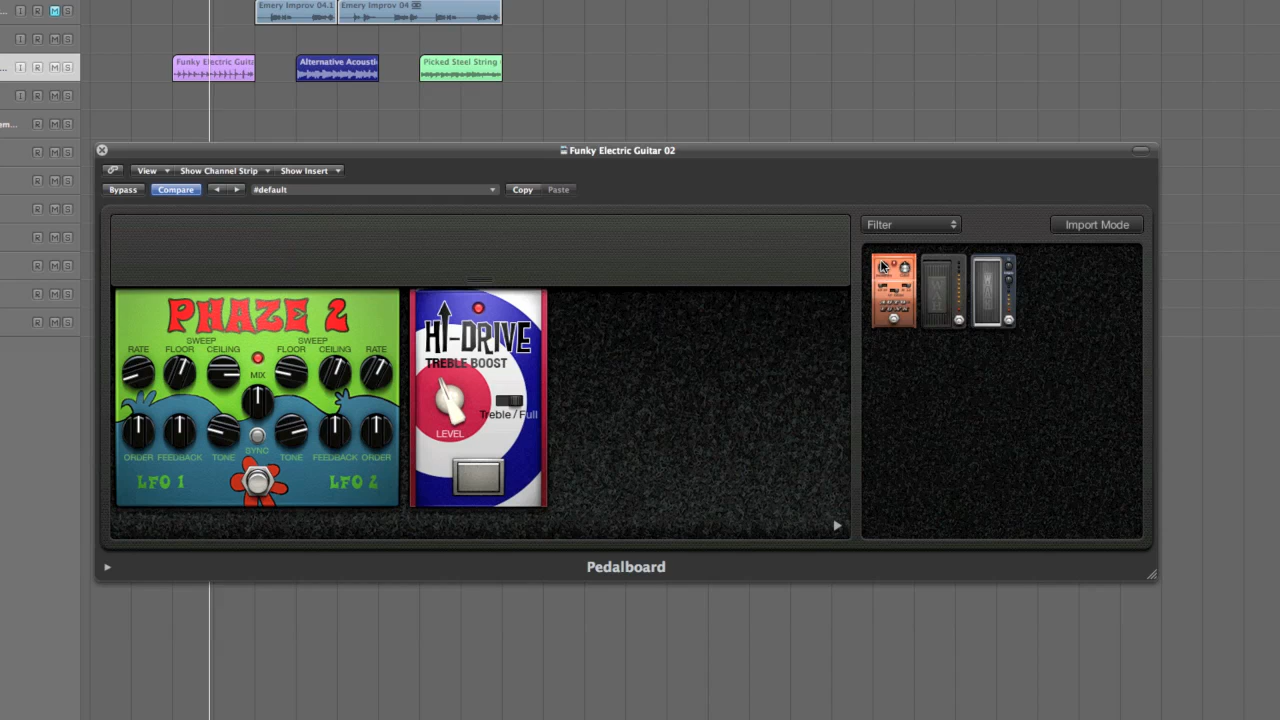 Emery Improv 04.1 Emery Improv 04
I R M S
I R M S
Funky Electric Guita Alternative Acousti Picked Steel String
... I R M S
I R M S
em... R M S
R M S
R M S
Funky Electric Guitar 02
View Show Channel Strip Show Insert
R M S
Bypass Compare #default Copy Paste
R M S
Filter Import Mode
R M S
R M S
R M S
R M S
PHAZE 2
SWEEP SWEEP
RATE FLOOR CEILING FLOOR CEILING RATE
MIX
SYNC
ORDER FEEDBACK TONE TONE FEEDBACK ORDER
LFO 1 LFO 2
HI-DRIVE
TREBLE BOOST
Treble / Full
LEVEL
Pedalboard